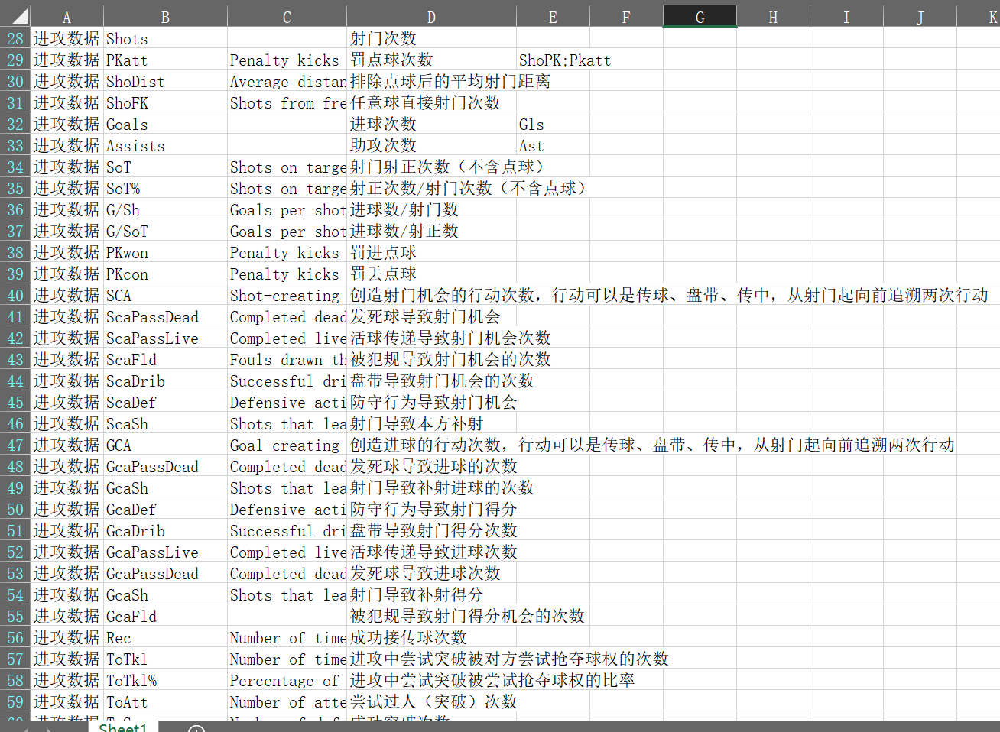 A B C D E F G H I J K
28 进攻数据 Shots 射门次数
29 进攻数据 PKatt Penalty kicks 罚点球次数 ShoPK;Pkatt
30 进攻数据 ShoDist Average distan 排除点球后的平均射门距离
31 进攻数据 ShoFK Shots from fre 任意球直接射门次数
32 进攻数据 Goals 进球次数 Gls
33 进攻数据 Assists 助攻次数 Ast
34 进攻数据 SoT Shots on targe 射门射正次数（不含点球）
35 进攻数据 SoT% Shots on targe 射正次数/射门次数（不含点球）
36 进攻数据 G/Sh Goals per shot 进球数/射门数
37 进攻数据 G/SoT Goals per shot 进球数/射正数
38 进攻数据 PKwon Penalty kicks 罚进点球
39 进攻数据 PKcon Penalty kicks 罚丢点球
40 进攻数据 SCA Shot-creating 创造射门机会的行动次数，行动可以是传球、盘带、传中，从射门起向前追溯两次行动
41 进攻数据 ScaPassDead Completed dead 发死球导致射门机会
42 进攻数据 ScaPassLive Completed live 活球传递导致射门机会次数
43 进攻数据 ScaFld Fouls drawn th 被犯规导致射门机会的次数
44 进攻数据 ScaDrib Successful dri 盘带导致射门机会的次数
45 进攻数据 ScaDef Defensive acti 防守行为导致射门机会
46 进攻数据 ScaSh Shots that lea 射门导致本方补射
47 进攻数据 GCA Goal-creating 创造进球的行动次数，行动可以是传球、盘带、传中，从射门起向前追溯两次行动
48 进攻数据 GcaPassDead Completed dead 发死球导致进球的次数
49 进攻数据 GcaSh Shots that lea 射门导致补射进球的次数
50 进攻数据 GcaDef Defensive acti 防守行为导致射门得分
51 进攻数据 GcaDrib Successful dri 盘带导致射门得分次数
52 进攻数据 GcaPassLive Completed live 活球传递导致进球次数
53 进攻数据 GcaPassDead Completed dead 发死球导致进球次数
54 进攻数据 GcaSh Shots that lea 射门导致补射得分
55 进攻数据 GcaFld 被犯规导致射门得分机会的次数
56 进攻数据 Rec Number of time 成功接传球次数
57 进攻数据 ToTkl Number of time 进攻中尝试突破被对方尝试抢夺球权的次数
58 进攻数据 ToTkl% Percentage of 进攻中尝试突破被尝试抢夺球权的比率
59 进攻数据 ToAtt Number of atte 尝试过人（突破）次数
Sheet1